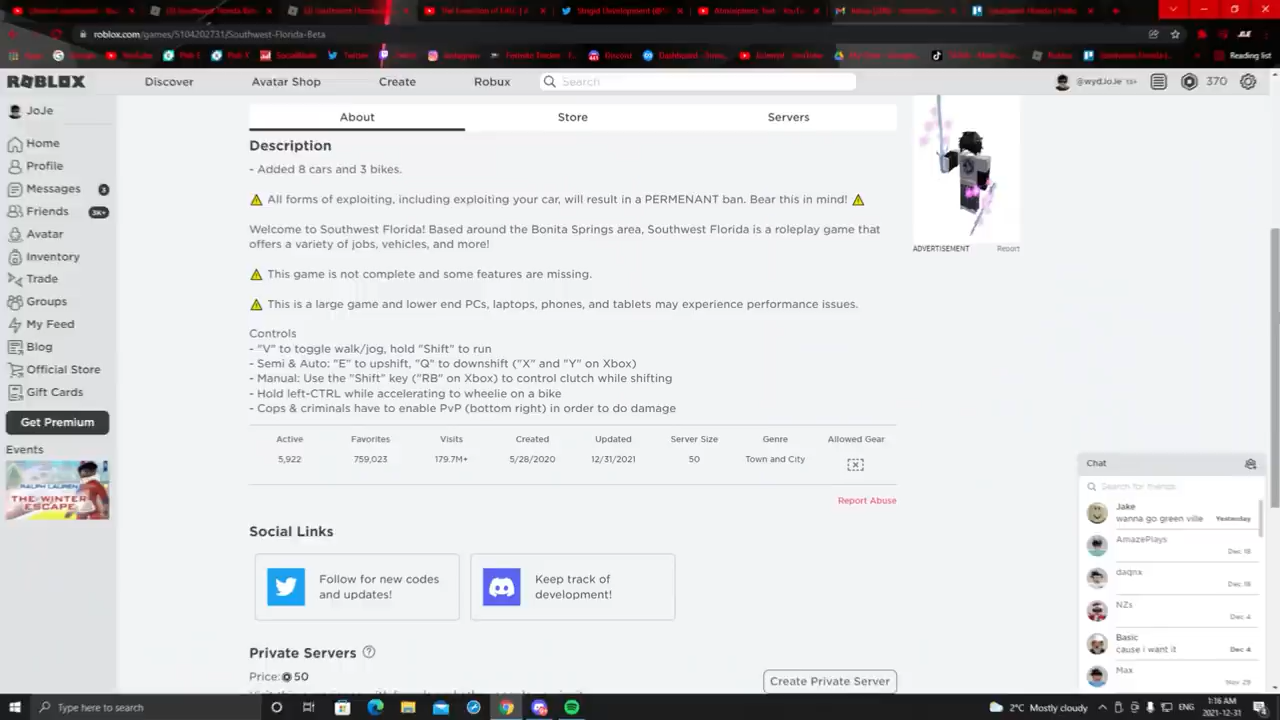 roblox.com/games/5104202731/Southwest-Florida-Beta
Reading list
ROBLOX
Discover
Avatar Shop
Create
Robux
Search
@wydJoJe 13+
370
JoJe
Home
Profile
Messages 3
Friends 3K+
Avatar
Inventory
Trade
Groups
My Feed
Blog
Official Store
Gift Cards
Get Premium
Events
RALPH LAUREN
THE WINTER
ESCAPE
About
Store
Servers
Description
- Added 8 cars and 3 bikes.
⚠ All forms of exploiting, including exploiting your car, will result in a PERMENANT ban. Bear this in mind! ⚠
Welcome to Southwest Florida! Based around the Bonita Springs area, Southwest Florida is a roleplay game that
offers a variety of jobs, vehicles, and more!
⚠ This game is not complete and some features are missing.
⚠ This is a large game and lower end PCs, laptops, phones, and tablets may experience performance issues.
Controls
- "V" to toggle walk/jog, hold "Shift" to run
- Semi & Auto: "E" to upshift, "Q" to downshift ("X" and "Y" on Xbox)
- Manual: Use the "Shift" key ("RB" on Xbox) to control clutch while shifting
- Hold left-CTRL while accelerating to wheelie on a bike
- Cops & criminals have to enable PvP (bottom right) in order to do damage
Active Favorites Visits Created Updated Server Size Genre Allowed Gear
5,922 759,023 179.7M+ 5/28/2020 12/31/2021 50 Town and City
Report Abuse
Social Links
Follow for new codes
and updates!
Keep track of
development!
Private Servers
Price: 50
Create Private Server
ADVERTISEMENT
Report
Chat
Search for friends
Jake
wanna go green ville Yesterday
AmazePlays
Dec 18
daqnx
Dec 18
NZs
Dec 4
Basic
cause i want it Dec 4
Max
Nov 29
Type here to search
2°C Mostly cloudy
ENG
1:16 AM
2021-12-31